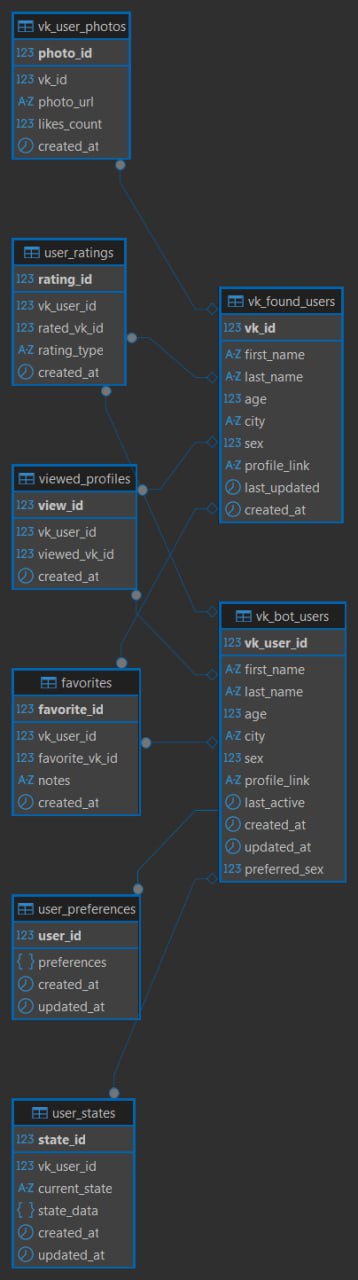 vk_user_photos
123 photo_id
123 vk_id
A-Z photo_url
123 likes_count
created_at
user_ratings
123 rating_id
123 vk_user_id
123 rated_vk_id
A-Z rating_type
created_at
vk_found_users
123 vk_id
A-Z first_name
A-Z last_name
123 age
A-Z city
123 sex
A-Z profile_link
last_updated
created_at
viewed_profiles
123 view_id
123 vk_user_id
123 viewed_vk_id
created_at
vk_bot_users
123 vk_user_id
A-Z first_name
A-Z last_name
123 age
A-Z city
123 sex
A-Z profile_link
last_active
created_at
updated_at
123 preferred_sex
favorites
123 favorite_id
123 vk_user_id
123 favorite_vk_id
A-Z notes
created_at
user_preferences
123 user_id
{ } preferences
created_at
updated_at
user_states
123 state_id
123 vk_user_id
A-Z current_state
{ } state_data
created_at
updated_at